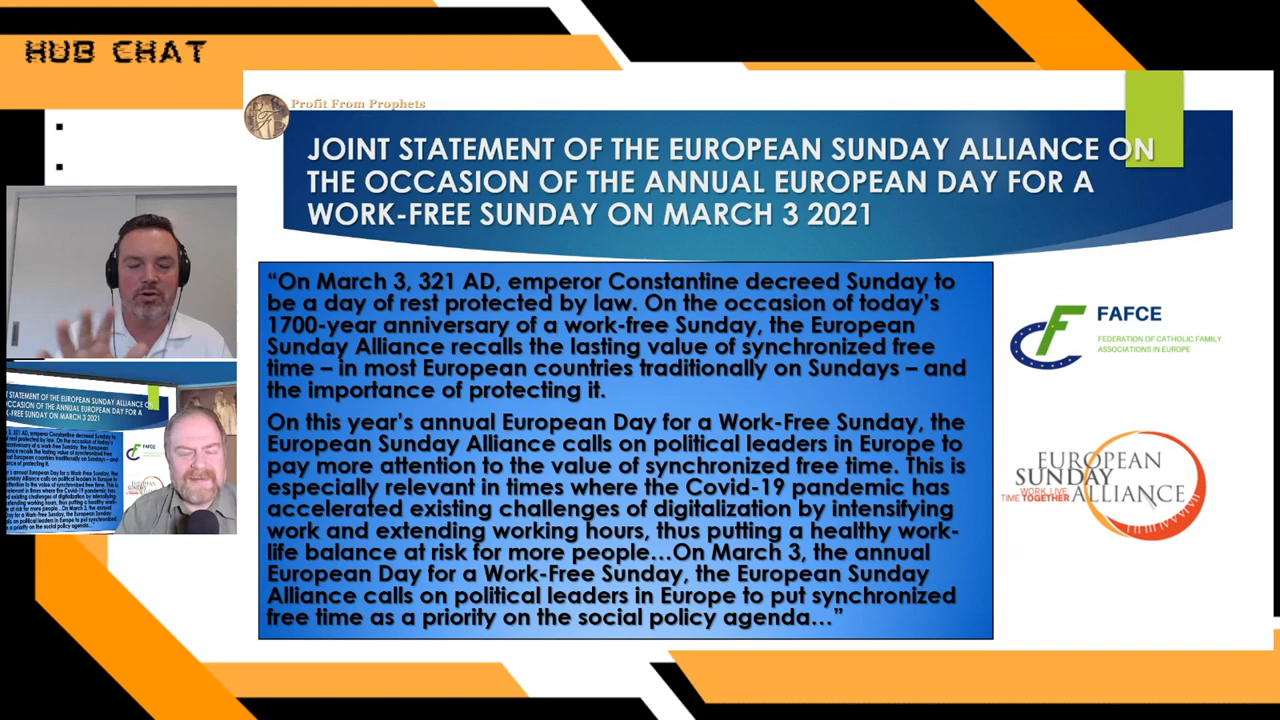 HUB CHAT
Profit From Prophets
JOINT STATEMENT OF THE EUROPEAN SUNDAY ALLIANCE ON
THE OCCASION OF THE ANNUAL EUROPEAN DAY FOR A
WORK-FREE SUNDAY ON MARCH 3 2021
“On March 3, 321 AD, emperor Constantine decreed Sunday to
be a day of rest protected by law. On the occasion of today’s
1700-year anniversary of a work-free Sunday, the European
Sunday Alliance recalls the lasting value of synchronized free
time – in most European countries traditionally on Sundays – and
the importance of protecting it.
On this year’s annual European Day for a Work-Free Sunday, the
European Sunday Alliance calls on political leaders in Europe to
pay more attention to the value of synchronized free time. This is
especially relevant in times where the Covid-19 pandemic has
accelerated existing challenges of digitalization by intensifying
work and extending working hours, thus putting a healthy work-
life balance at risk for more people…On March 3, the annual
European Day for a Work-Free Sunday, the European Sunday
Alliance calls on political leaders in Europe to put synchronized
free time as a priority on the social policy agenda…”
FAFCE
FEDERATION OF CATHOLIC FAMILY
ASSOCIATIONS IN EUROPE
EUROPEAN
SUNDAY
WORK, LIVE
TIME TOGETHER
ALLIANCE